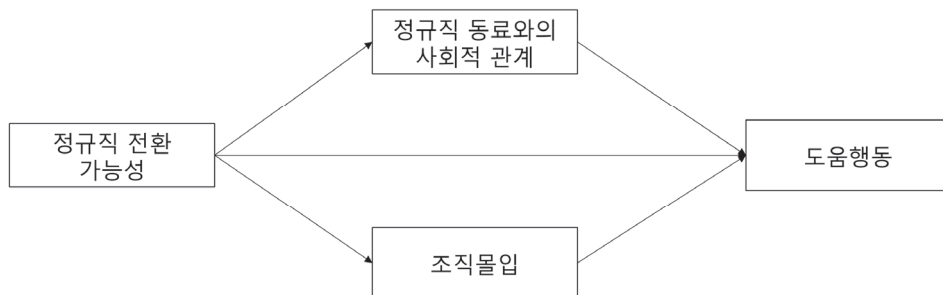 정규직 동료와의
사회적 관계
정규직 전환
가능성
도움행동
조직몰입